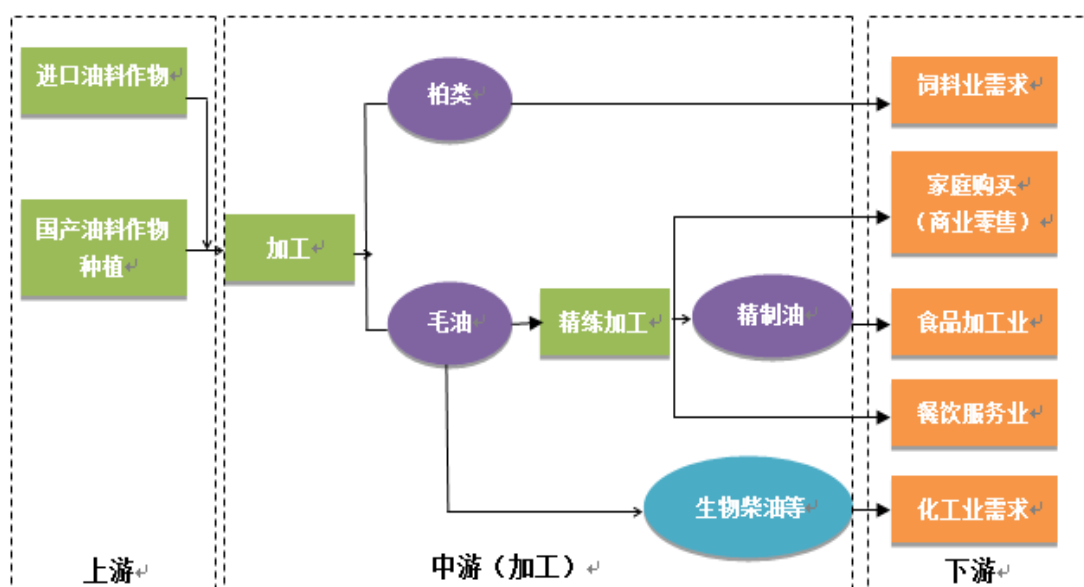 进口油料作物
国产油料作物
种植
上游
加工
柏类
毛油
精练加工
精制油
生物柴油等
中游（加工）
饲料业需求
家庭购买
（商业零售）
食品加工业
餐饮服务业
化工业需求
下游